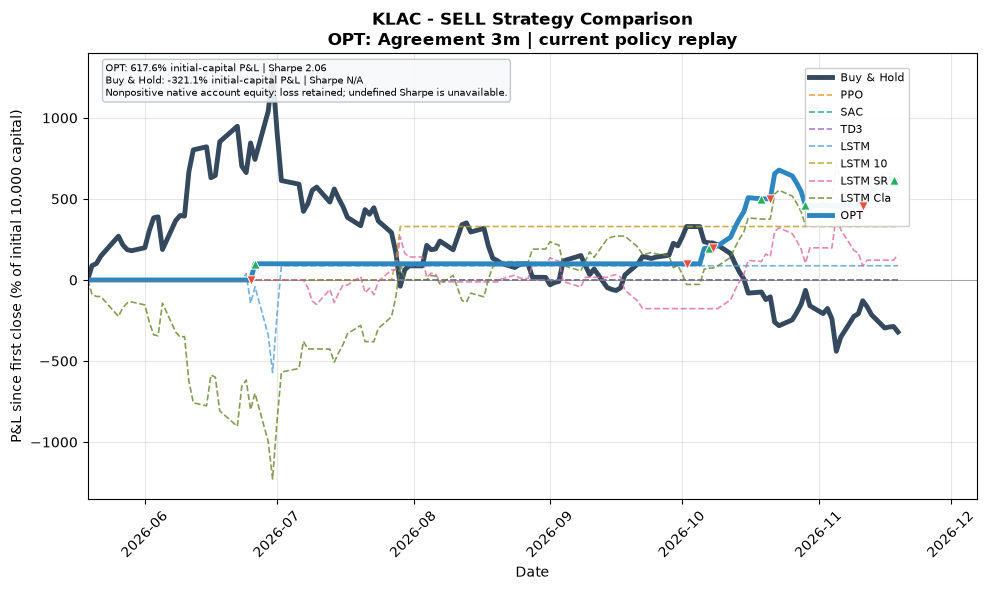 KLAC - SELL Strategy Comparison
OPT: Agreement 3m | current policy replay
OPT: 617.6% initial-capital P&L | Sharpe 2.06
Buy & Hold: -321.1% initial-capital P&L | Sharpe N/A
Nonpositive native account equity: loss retained; undefined Sharpe is unavailable.
Buy & Hold
PPO
SAC
TD3
LSTM
LSTM 10
LSTM SR
LSTM Cla
OPT
P&L since first close (% of initial 10,000 capital)
1000
500
0
−500
−1000
2026-06
2026-07
2026-08
2026-09
2026-10
2026-11
2026-12
Date